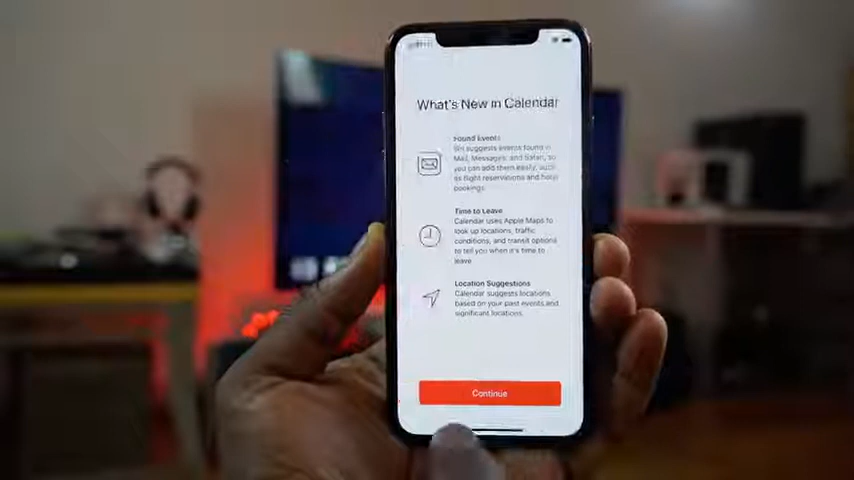 What's New in Calendar
Found Events
Siri suggests events found in
Mail, Messages, and Safari, so
you can add them easily, such
as flight reservations and hotel
bookings.
Time to Leave
Calendar uses Apple Maps to
look up locations, traffic
conditions, and transit options
to tell you when it's time to
leave
Location Suggestions
Calendar suggests locations
based on your past events and
significant locations.
Continue